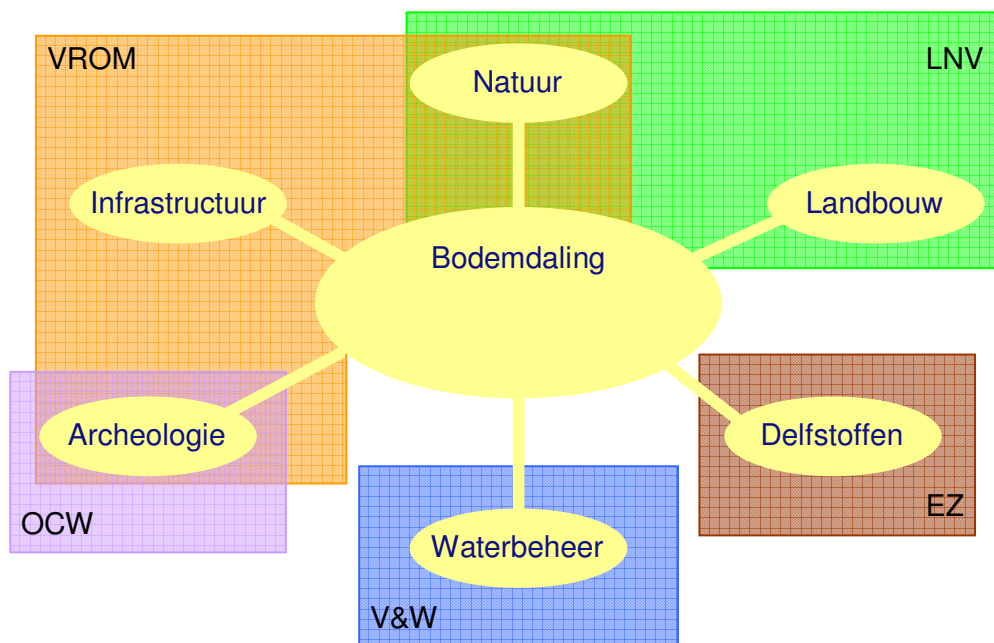 VROM
LNV
Natuur
Infrastructuur
Landbouw
Bodemdaling
Archeologie
Delfstoffen
OCW
EZ
Waterbeheer
V&W